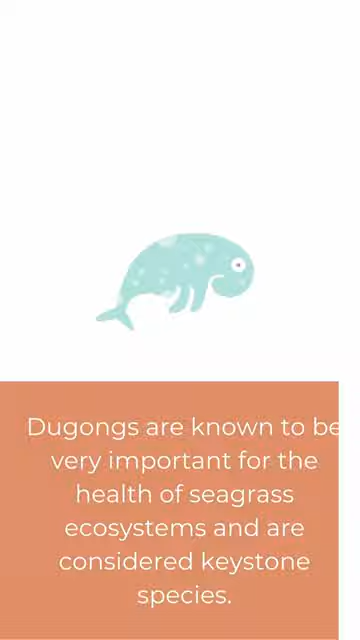 Dugongs are known to be
very important for the
health of seagrass
ecosystems and are
considered keystone
species.